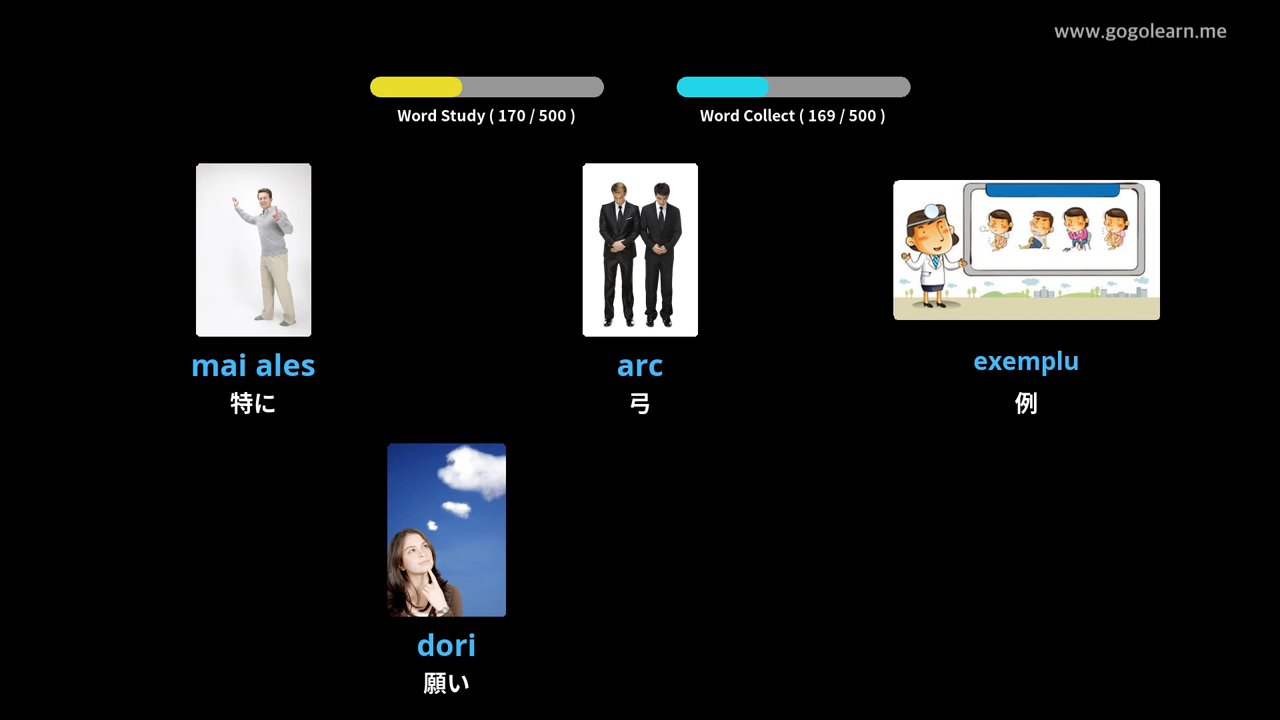 www.gogolearn.me
Word Study ( 170 / 500 )
Word Collect ( 169 / 500 )
mai ales
特に
arc
弓
exemplu
例
dori
願い